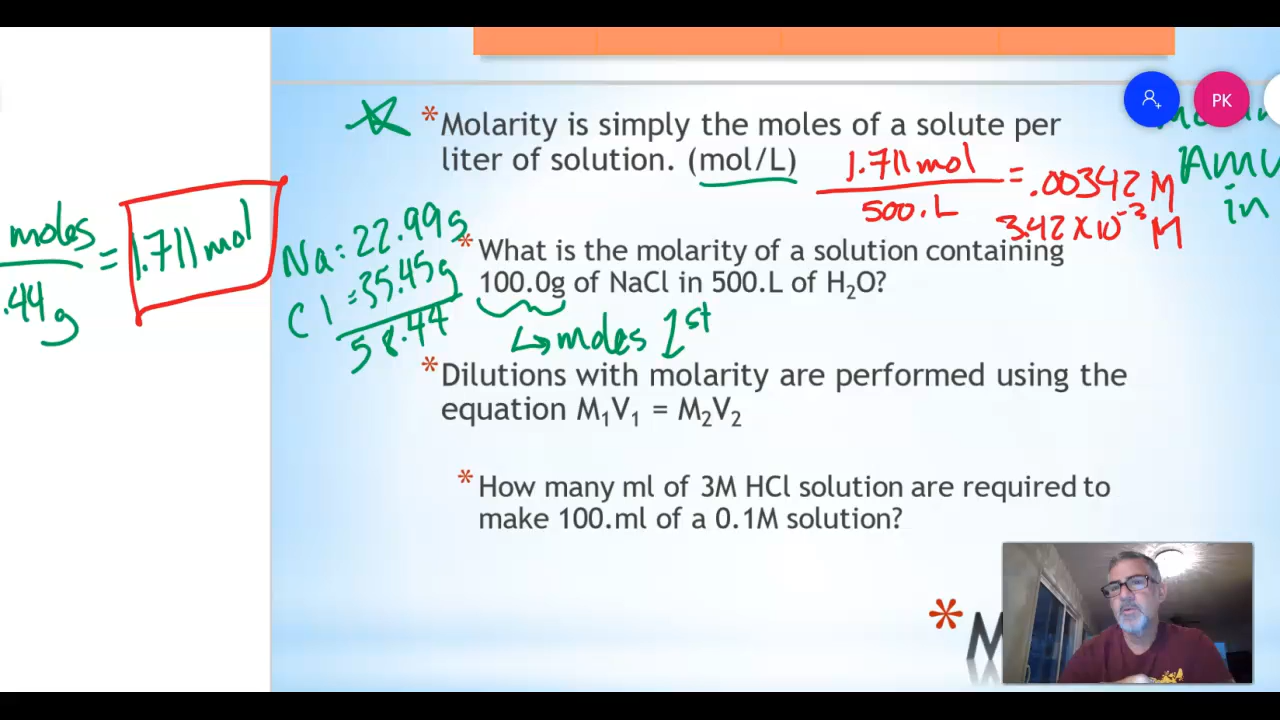 * Molarity is simply the moles of a solute per
liter of solution. (mol/L)
1.711 mol
500. L
= .00342 M
3.42 x 10⁻³ M
PK
Amu
in
moles
.44 g
= 1.711 mol
Na: 22.99g
Cl = 35.45g
58.44
* What is the molarity of a solution containing
100.0g of NaCl in 500.L of H₂O?
↳ moles 1st
* Dilutions with molarity are performed using the
equation M₁V₁ = M₂V₂
* How many ml of 3M HCl solution are required to
make 100.ml of a 0.1M solution?
* M